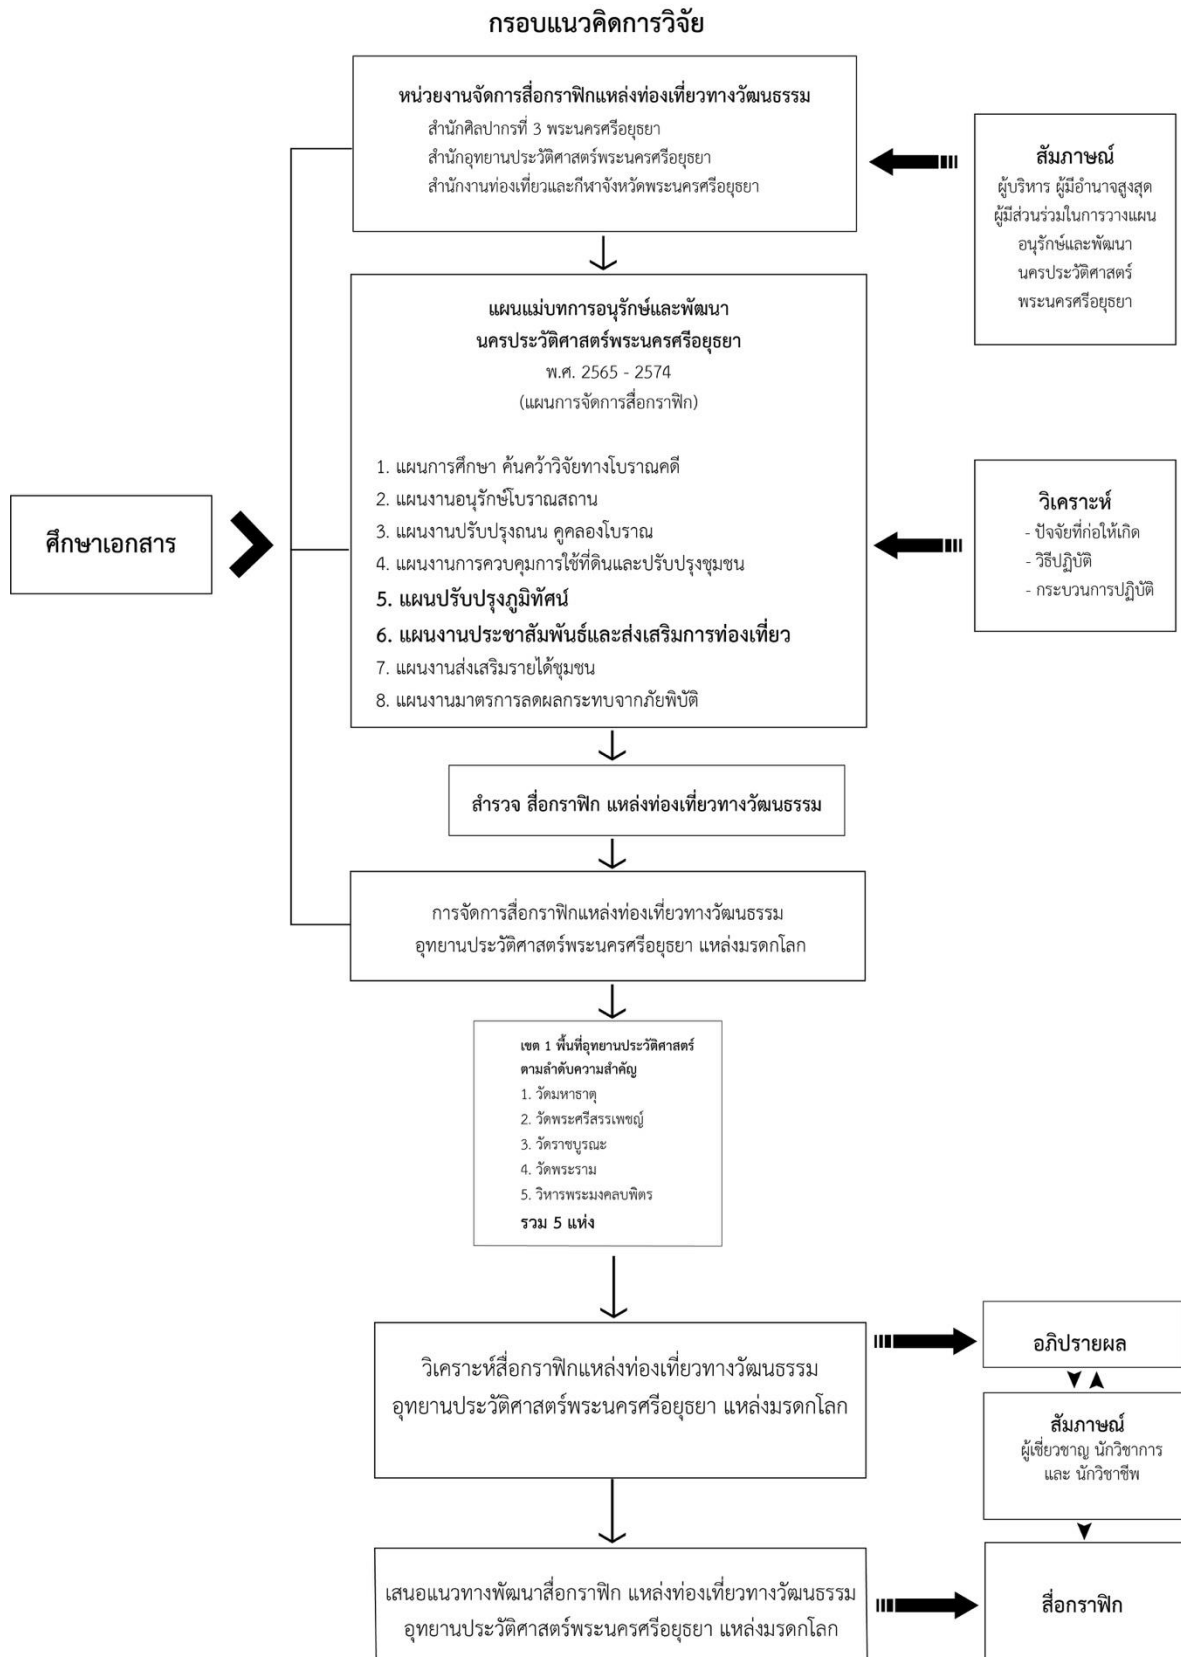 กรอบแนวคิดการวิจัย
หน่วยงานจัดการสื่อกราฟิกแหล่งท่องเที่ยวทางวัฒนธรรม
สำนักศิลปากรที่ 3 พระนครศรีอยุธยา
สำนักอุทยานประวัติศาสตร์พระนครศรีอยุธยา
สำนักงานท่องเที่ยวและกีฬาจังหวัดพระนครศรีอยุธยา
สัมภาษณ์
ผู้บริหาร ผู้มีอำนาจสูงสุด
ผู้มีส่วนร่วมในการวางแผน
อนุรักษ์และพัฒนา
นครประวัติศาสตร์
พระนครศรีอยุธยา
แผนแม่บทการอนุรักษ์และพัฒนา
นครประวัติศาสตร์พระนครศรีอยุธยา
พ.ศ. 2565 - 2574
(แผนการจัดการสื่อกราฟิก)
1. แผนการศึกษา ค้นคว้าวิจัยทางโบราณคดี
2. แผนงานอนุรักษ์โบราณสถาน
3. แผนงานปรับปรุงถนน คูคลองโบราณ
4. แผนงานการควบคุมการใช้ที่ดินและปรับปรุงชุมชน
5. แผนปรับปรุงภูมิทัศน์
6. แผนงานประชาสัมพันธ์และส่งเสริมการท่องเที่ยว
7. แผนงานส่งเสริมรายได้ชุมชน
8. แผนงานมาตรการลดผลกระทบจากภัยพิบัติ
ศึกษาเอกสาร
วิเคราะห์
- ปัจจัยที่ก่อให้เกิด
- วิธีปฏิบัติ
- กระบวนการปฏิบัติ
สำรวจ สื่อกราฟิก แหล่งท่องเที่ยวทางวัฒนธรรม
การจัดการสื่อกราฟิกแหล่งท่องเที่ยวทางวัฒนธรรม
อุทยานประวัติศาสตร์พระนครศรีอยุธยา แหล่งมรดกโลก
เขต 1 พื้นที่อุทยานประวัติศาสตร์
ตามลำดับความสำคัญ
1. วัดมหาธาตุ
2. วัดพระศรีสรรเพชญ์
3. วัดราชบูรณะ
4. วัดพระราม
5. วิหารพระมงคลบพิตร
รวม 5 แห่ง
วิเคราะห์สื่อกราฟิกแหล่งท่องเที่ยวทางวัฒนธรรม
อุทยานประวัติศาสตร์พระนครศรีอยุธยา แหล่งมรดกโลก
อภิปรายผล
สัมภาษณ์
ผู้เชี่ยวชาญ นักวิชาการ
และ นักวิชาชีพ
เสนอแนวทางพัฒนาสื่อกราฟิก แหล่งท่องเที่ยวทางวัฒนธรรม
อุทยานประวัติศาสตร์พระนครศรีอยุธยา แหล่งมรดกโลก
สื่อกราฟิก